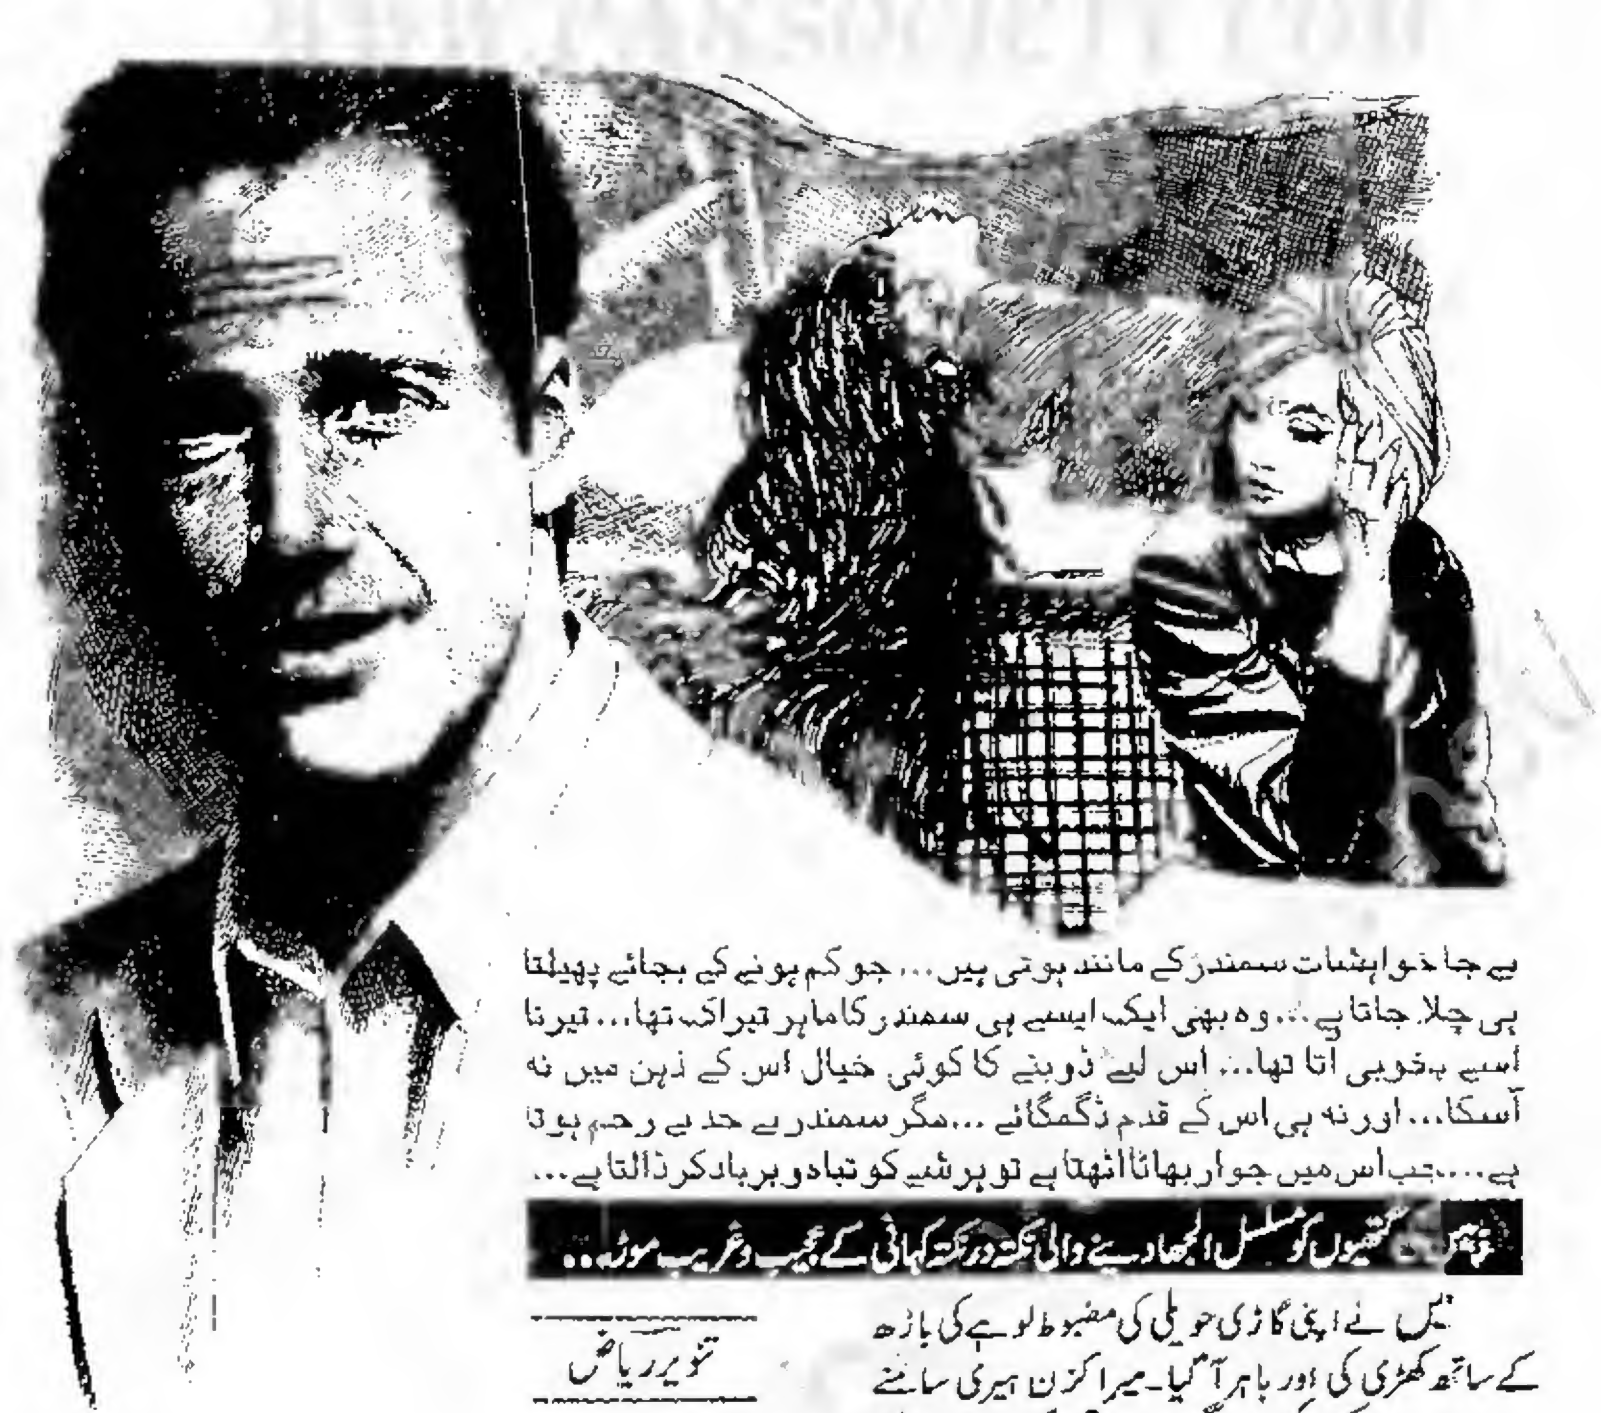 بے جا خواہشات سمندر کے مانند ہوتی ہیں... جو کم ہونے کے بجائے پھیلتا
ہی چلا جاتا ہے... وہ بھی ایک ایسے ہی سمندر کا ماہر تیراک تھا... تیرنا
اسے بخوبی آتا تھا... اس لیے ڈوبنے کا کوئی خیال اس کے ذہن میں نہ
آسکا... اور نہ ہی اس کے قدم ڈگمگائے ...مگر سمندر بے حد بے رحم ہوتا
ہے....جب اس میں جوار بھاٹا اٹھتا ہے تو ہر شے کو تباہ و برباد کر ڈالتا ہے...
گتھیوں کو مسلسل الجھا دینے والی نکتہ در نکتہ کہانی کے عجیب و غریب موڑ...
تنویر ریاض
میں نے اپنی گاڑی حویلی کی مضبوط لوہے کی باڑھ
کے ساتھ کھڑی کی اور باہر آ گیا۔ میرا کزن ہیری سامنے